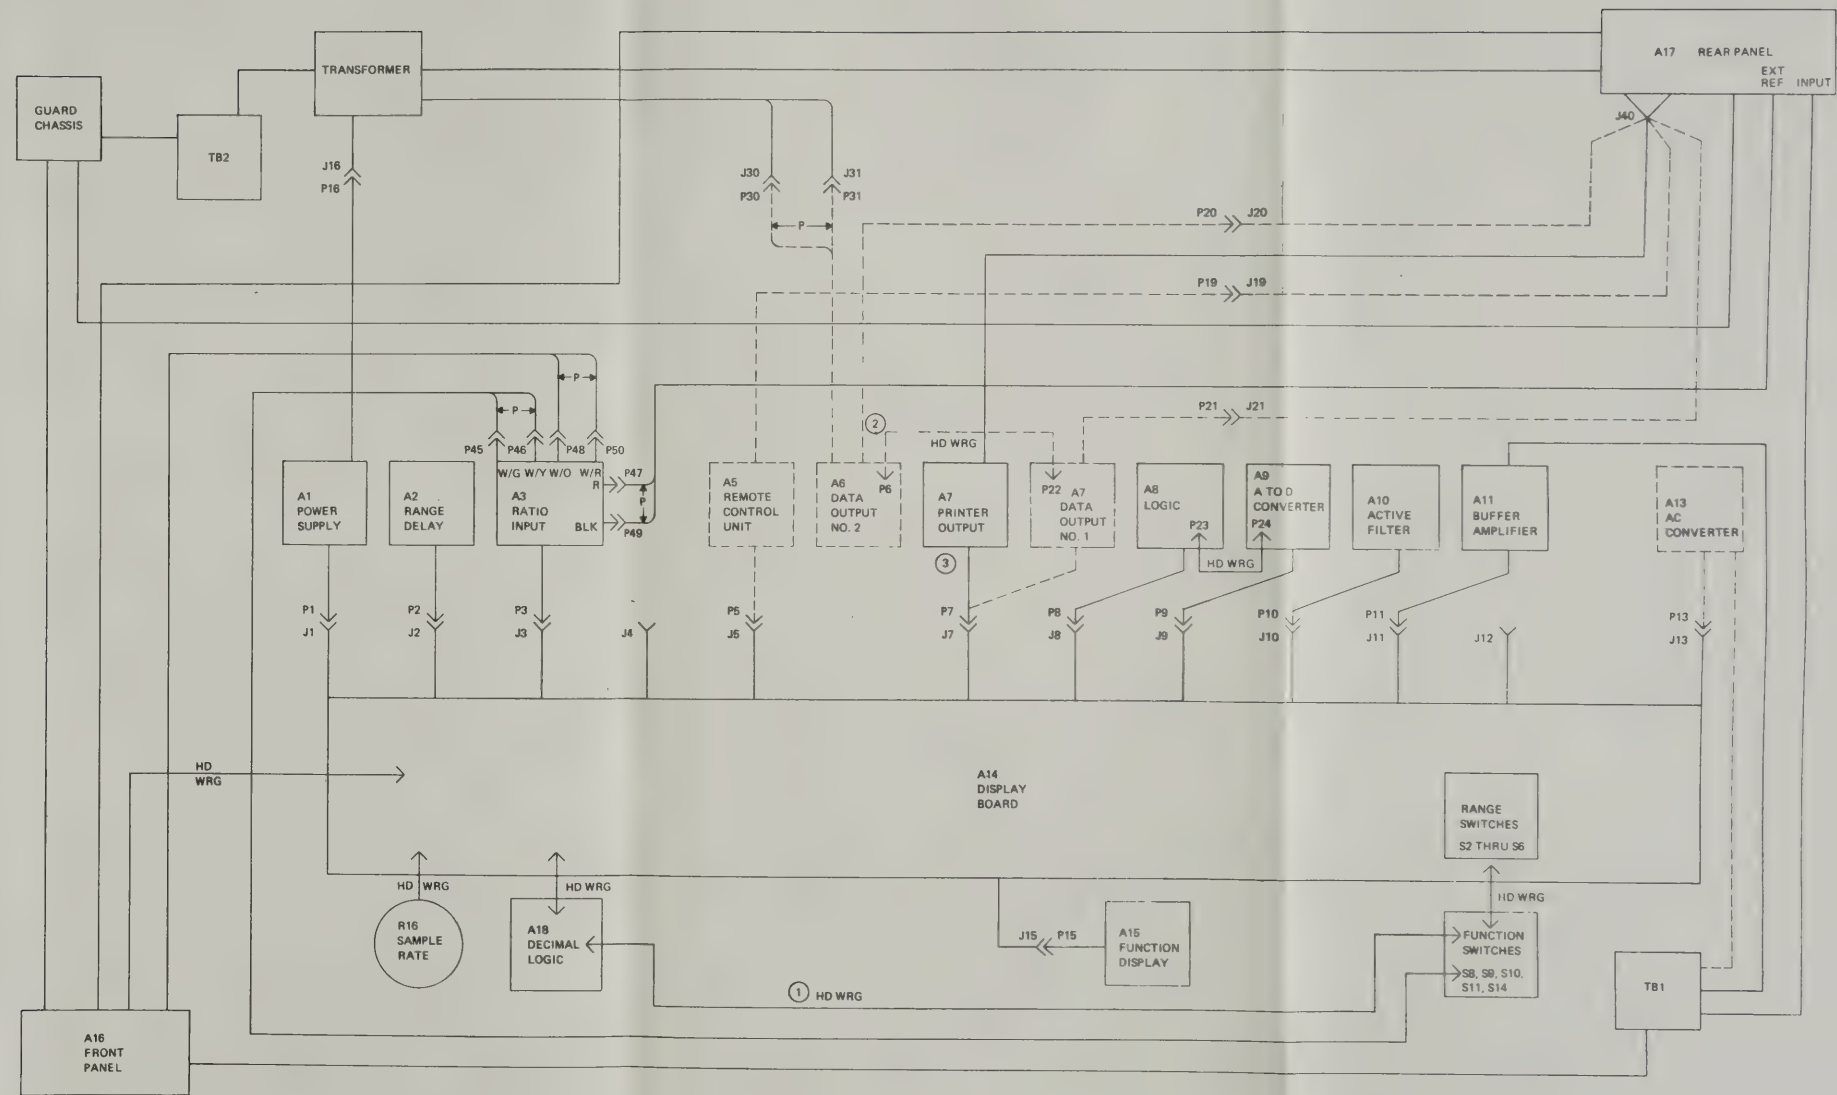 A17 REAR PANEL
EXT
REF INPUT
TRANSFORMER
GUARD
CHASSIS
TB2
J40
J16
P16
J30
P30
J31
P31
P
P20 J20
P19 J19
P
P
P21 J21
2
HD WRG
P45 P46 P48 P50
W/G W/Y W/O W/R
R
P47
P
BLK
P49
A1
POWER
SUPPLY
A2
RANGE
DELAY
A3
RATIO
INPUT
A5
REMOTE
CONTROL
UNIT
A6
DATA
OUTPUT
NO. 2
P6
A7
PRINTER
OUTPUT
P22
A7
DATA
OUTPUT
NO. 1
A8
LOGIC
P23
A9
A TO D
CONVERTER
P24
HD WRG
A10
ACTIVE
FILTER
A11
BUFFER
AMPLIFIER
A13
AC
CONVERTER
3
P1
J1
P2
J2
P3
J3
J4
P5
J5
P7
J7
P8
J8
P9
J9
P10
J10
P11
J11
J12
P13
J13
HD
WRG
A14
DISPLAY
BOARD
RANGE
SWITCHES
S2 THRU S6
HD WRG
HD WRG
HD WRG
R16
SAMPLE
RATE
A18
DECIMAL
LOGIC
J15 P15
A15
FUNCTION
DISPLAY
FUNCTION
SWITCHES
S8, S9, S10,
S11, S14
TB1
1 HD WRG
A16
FRONT
PANEL